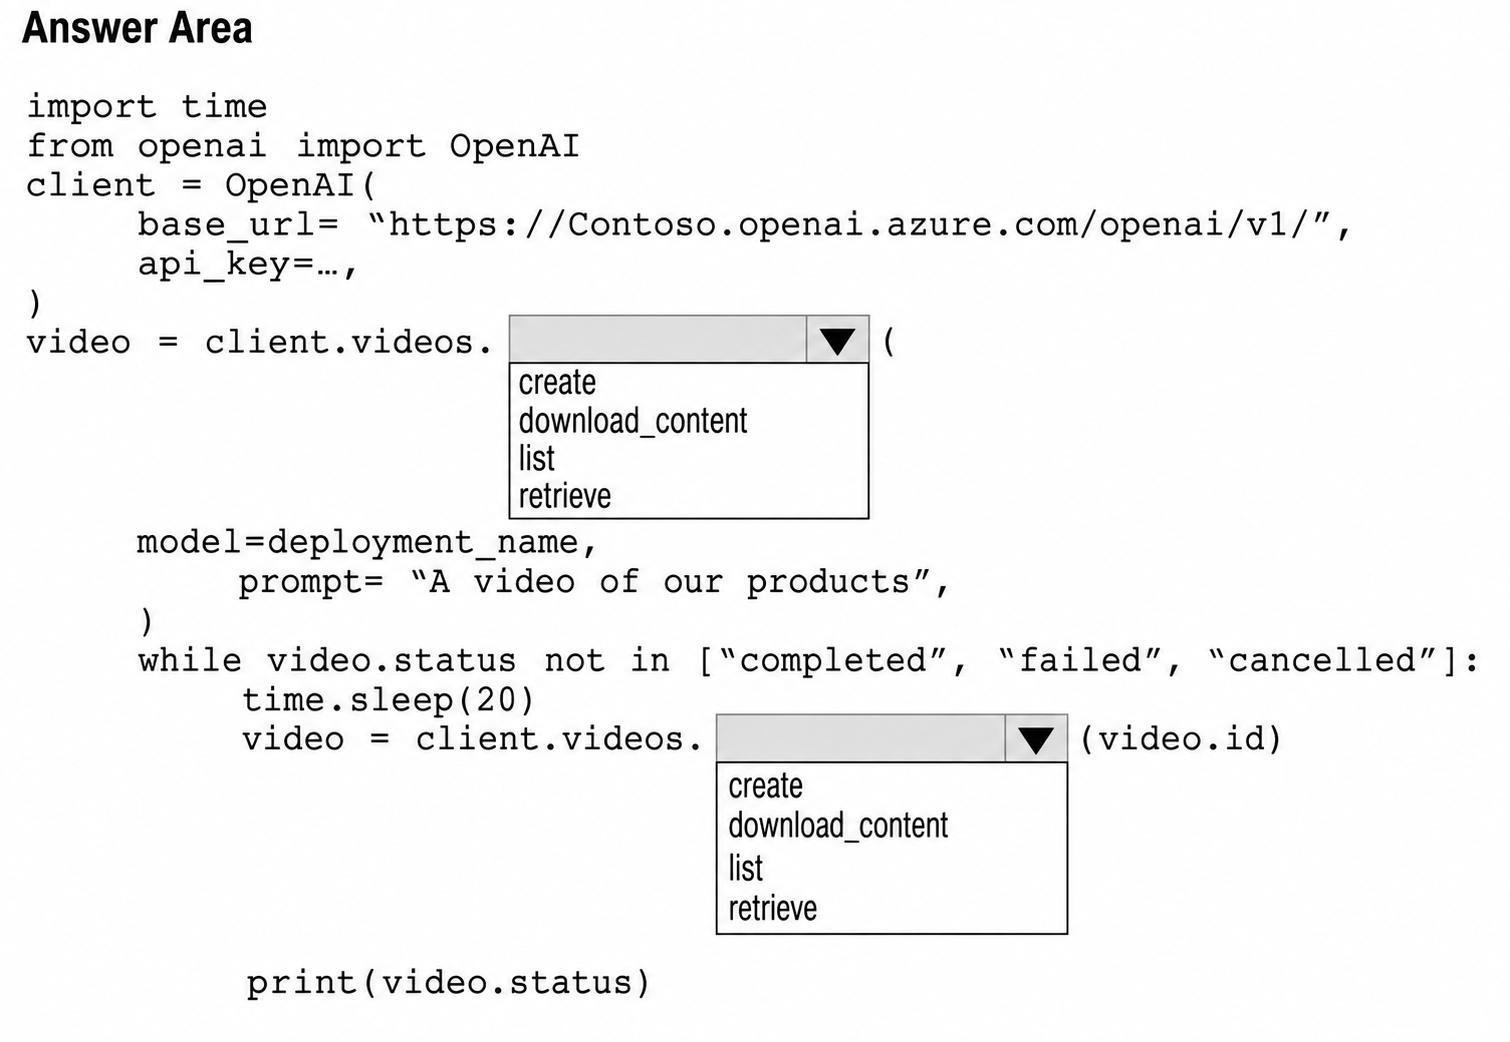 Answer Area
import time
from openai import OpenAI
client = OpenAI(
base_url= “https://Contoso.openai.azure.com/openai/v1/”,
api_key=…,
)
video = client.videos. (
create
download_content
list
retrieve
model=deployment_name,
prompt= “A video of our products”,
)
while video.status not in [“completed”, “failed”, “cancelled”]:
time.sleep(20)
video = client.videos. (video.id)
create
download_content
list
retrieve
print(video.status)